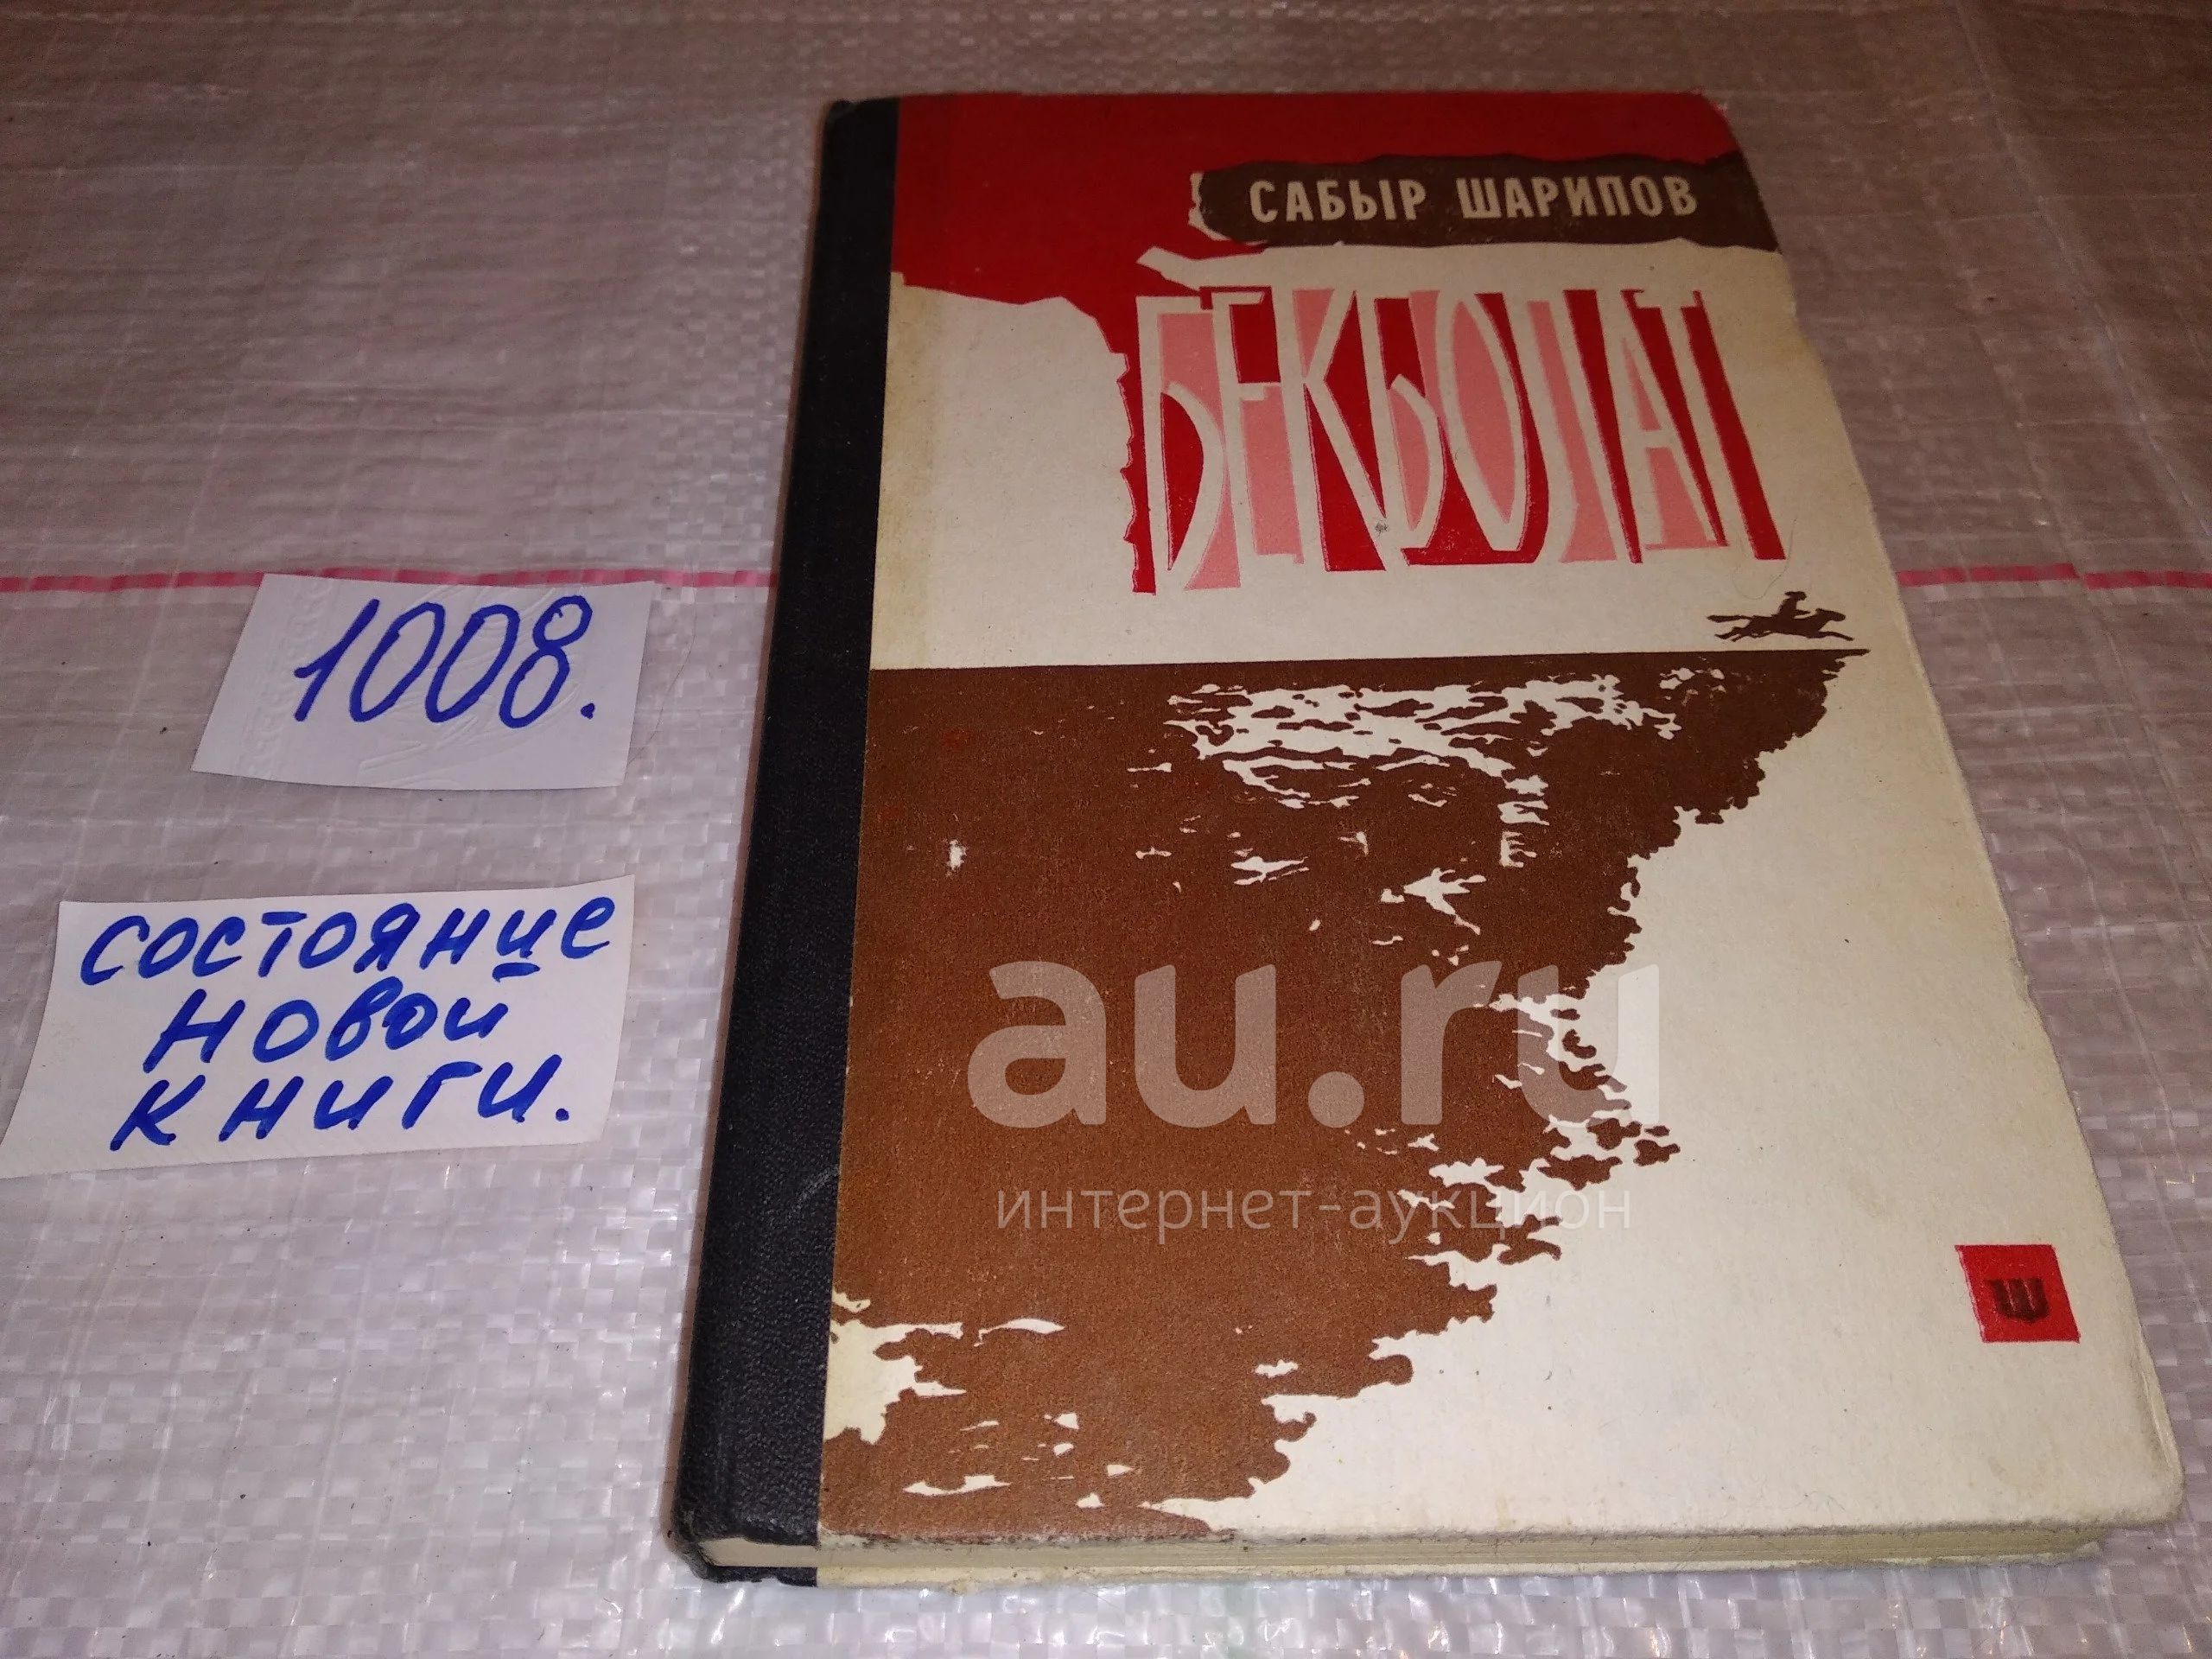 САБЫР ШАРИПОВ
БЕКБОЛАТ
1008.
СОСТОЯНИЕ
НОВОЙ
КНИГИ.
au.ru
интернет-аукцион
Ш